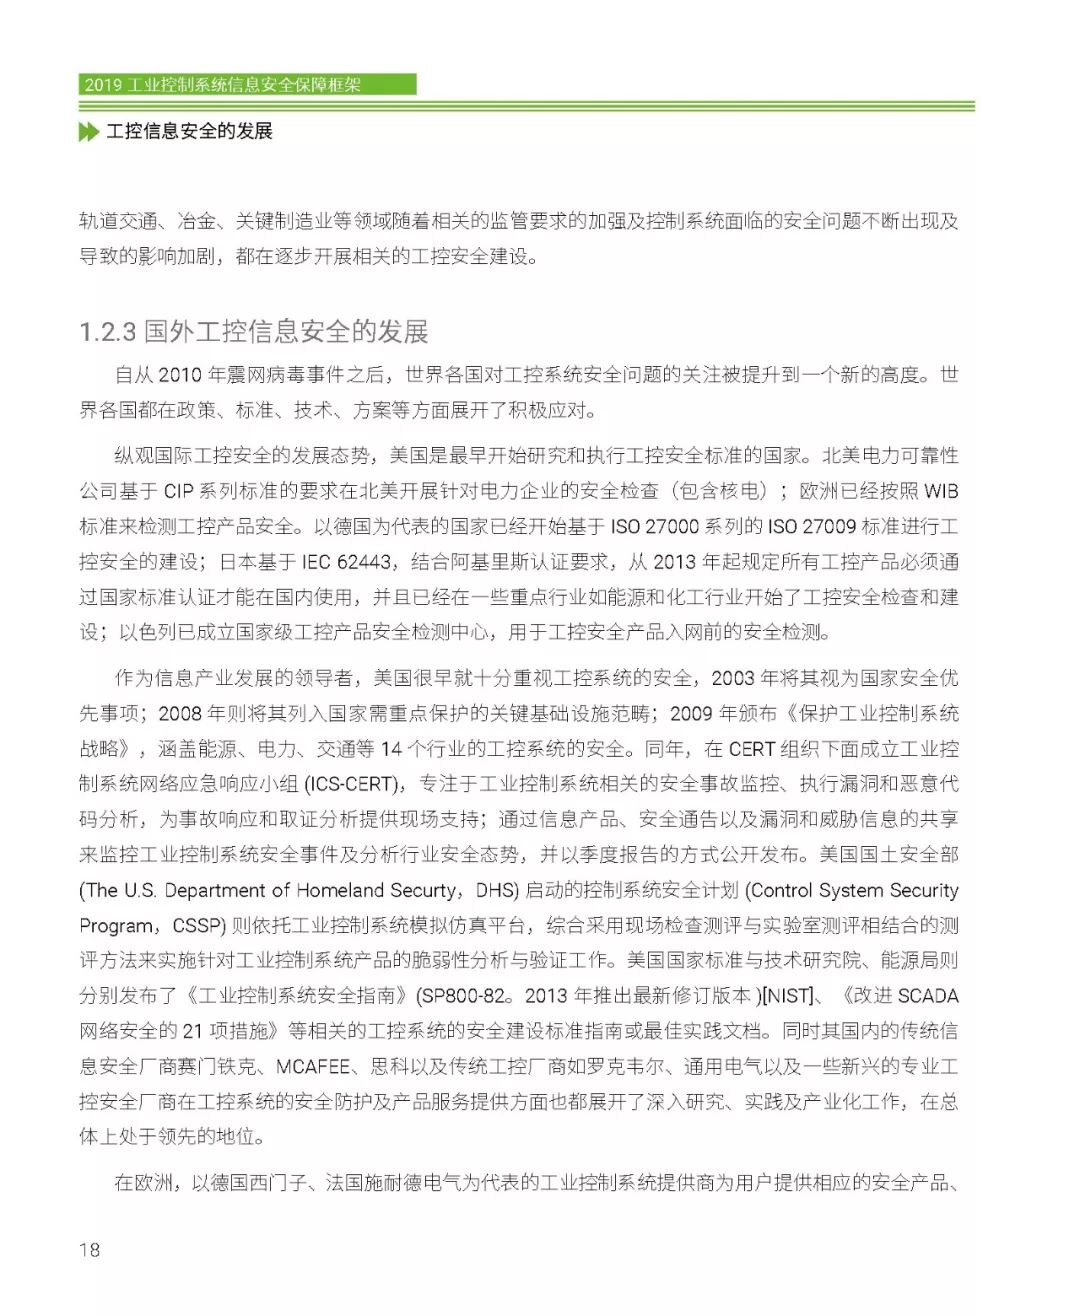 2019 工业控制系统信息安全保障框架
工控信息安全的发展
轨道交通、冶金、关键制造业等领域随着相关的监管要求的加强及控制系统面临的安全问题不断出现及
导致的影响加剧，都在逐步开展相关的工控安全建设。
1.2.3 国外工控信息安全的发展
自从 2010 年震网病毒事件之后，世界各国对工控系统安全问题的关注被提升到一个新的高度。世
界各国都在政策、标准、技术、方案等方面展开了积极应对。
纵观国际工控安全的发展态势，美国是最早开始研究和执行工控安全标准的国家。北美电力可靠性
公司基于 CIP 系列标准的要求在北美开展针对电力企业的安全检查（包含核电）；欧洲已经按照 WIB
标准来检测工控产品安全。以德国为代表的国家已经开始基于 ISO 27000 系列的 ISO 27009 标准进行工
控安全的建设；日本基于 IEC 62443，结合阿基里斯认证要求，从 2013 年起规定所有工控产品必须通
过国家标准认证才能在国内使用，并且已经在一些重点行业如能源和化工行业开始了工控安全检查和建
设；以色列已成立国家级工控产品安全检测中心，用于工控安全产品入网前的安全检测。
作为信息产业发展的领导者，美国很早就十分重视工控系统的安全，2003 年将其视为国家安全优
先事项；2008 年则将其列入国家需重点保护的关键基础设施范畴；2009 年颁布《保护工业控制系统
战略》，涵盖能源、电力、交通等 14 个行业的工控系统的安全。同年，在 CERT 组织下面成立工业控
制系统网络应急响应小组 (ICS-CERT)，专注于工业控制系统相关的安全事故监控、执行漏洞和恶意代
码分析，为事故响应和取证分析提供现场支持；通过信息产品、安全通告以及漏洞和威胁信息的共享
来监控工业控制系统安全事件及分析行业安全态势，并以季度报告的方式公开发布。美国国土安全部
(The U.S. Department of Homeland Securty，DHS) 启动的控制系统安全计划 (Control System Security
Program，CSSP) 则依托工业控制系统模拟仿真平台，综合采用现场检查测评与实验室测评相结合的测
评方法来实施针对工业控制系统产品的脆弱性分析与验证工作。美国国家标准与技术研究院、能源局则
分别发布了《工业控制系统安全指南》(SP800-82。2013 年推出最新修订版本 )[NIST]、《改进 SCADA
网络安全的 21 项措施》等相关的工控系统的安全建设标准指南或最佳实践文档。同时其国内的传统信
息安全厂商赛门铁克、MCAFEE、思科以及传统工控厂商如罗克韦尔、通用电气以及一些新兴的专业工
控安全厂商在工控系统的安全防护及产品服务提供方面也都展开了深入研究、实践及产业化工作，在总
体上处于领先的地位。
在欧洲，以德国西门子、法国施耐德电气为代表的工业控制系统提供商为用户提供相应的安全产品、
18